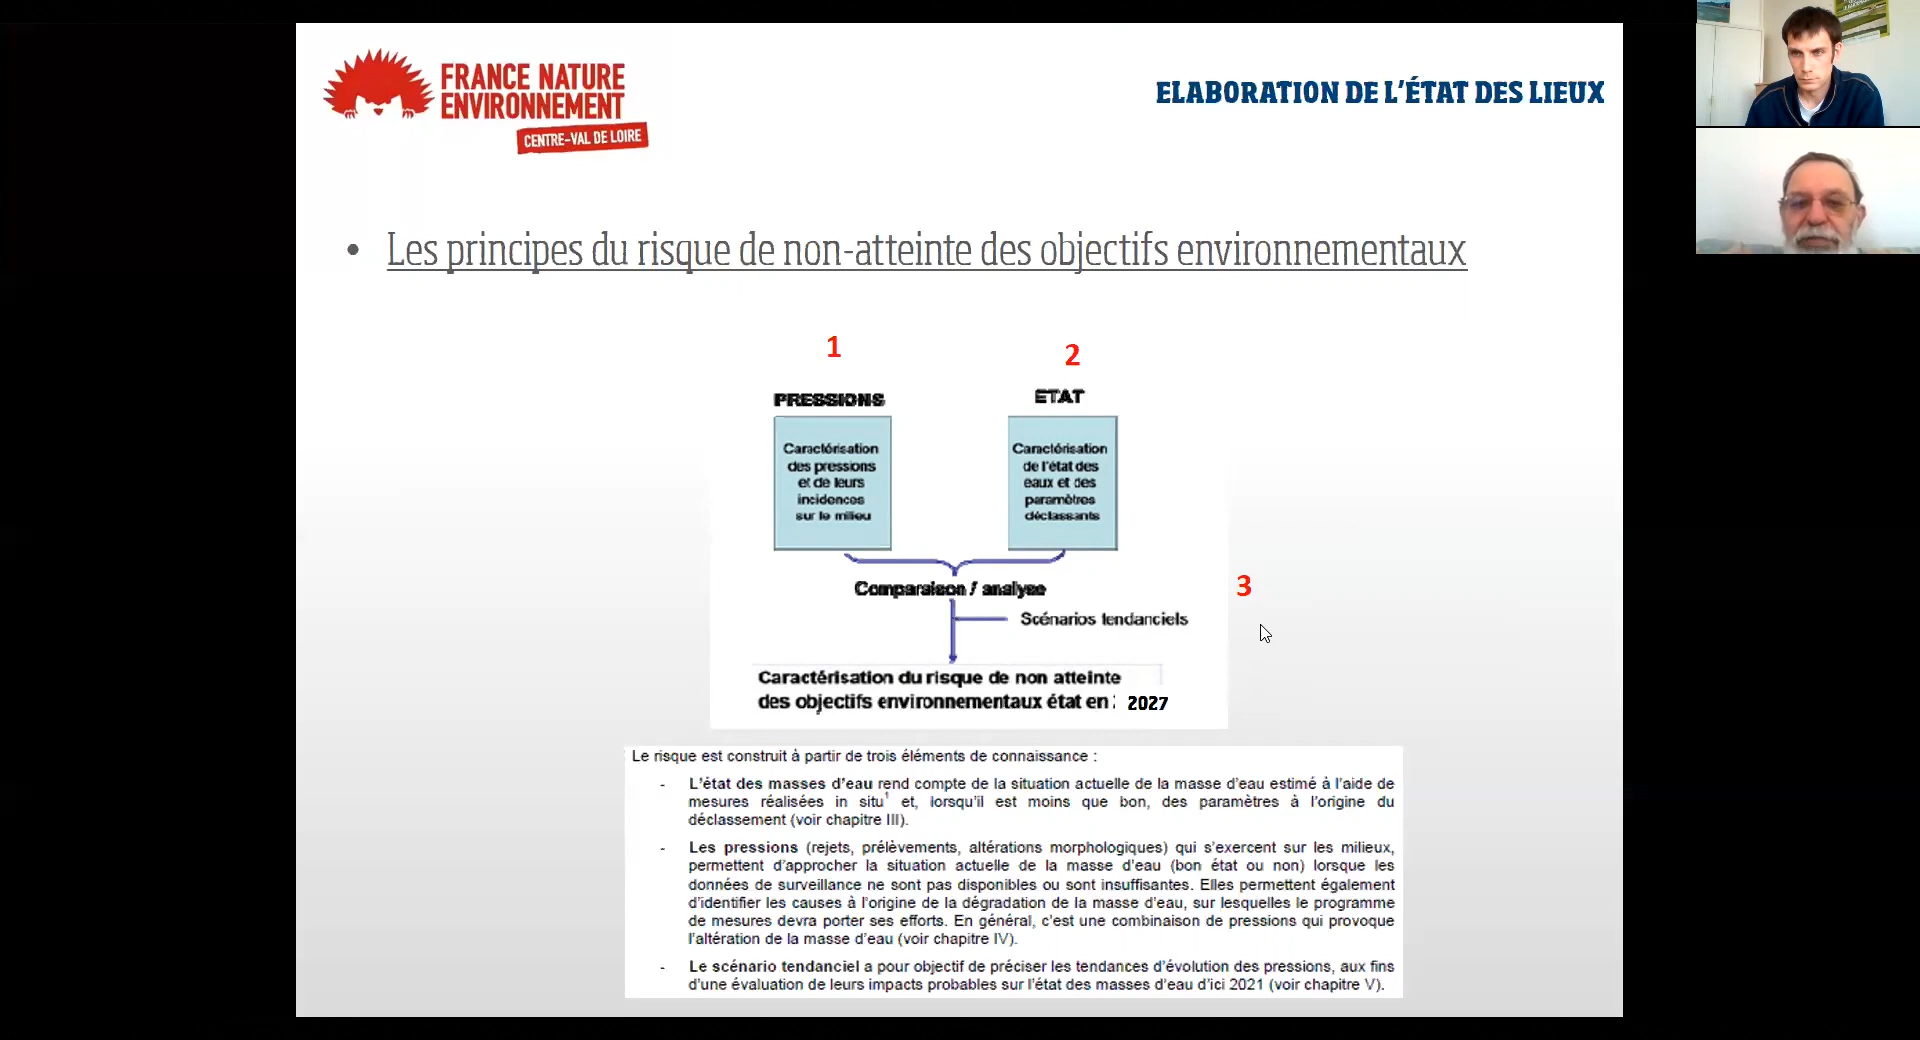 FRANCE NATURE
ENVIRONNEMENT
CENTRE-VAL DE LOIRE
ELABORATION DE L'ÉTAT DES LIEUX
• Les principes du risque de non-atteinte des objectifs environnementaux
1
2
PRESSIONS
ETAT
Caractérisation
des pressions
et de leurs
incidences
sur le milieu
Caractérisation
de l'état des
eaux et des
paramètres
déclassants
Comparaison / analyse
3
Scénarios tendanciels
Caractérisation du risque de non atteinte
des objectifs environnementaux état en 2027
Le risque est construit à partir de trois éléments de connaissance :
- L'état des masses d'eau rend compte de la situation actuelle de la masse d'eau estimé à l'aide de
mesures réalisées in situ¹ et, lorsqu'il est moins que bon, des paramètres à l'origine du
déclassement (voir chapitre III).
- Les pressions (rejets, prélèvements, altérations morphologiques) qui s'exercent sur les milieux,
permettent d'approcher la situation actuelle de la masse d'eau (bon état ou non) lorsque les
données de surveillance ne sont pas disponibles ou sont insuffisantes. Elles permettent également
d'identifier les causes à l'origine de la dégradation de la masse d'eau, sur lesquelles le programme
de mesures devra porter ses efforts. En général, c'est une combinaison de pressions qui provoque
l'altération de la masse d'eau (voir chapitre IV).
- Le scénario tendanciel a pour objectif de préciser les tendances d'évolution des pressions, aux fins
d'une évaluation de leurs impacts probables sur l'état des masses d'eau d'ici 2021 (voir chapitre V).